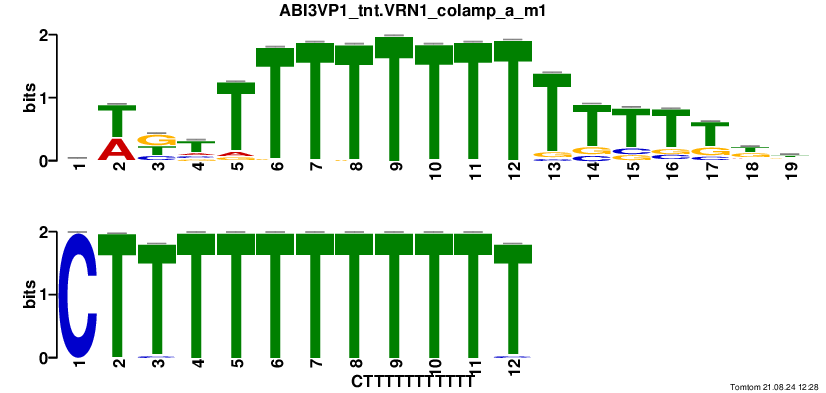 ABI3VP1_tnt.VRN1_colamp_a_m1
2
bits
1
0
1 2 3 4 5 6 7 8 9 10 11 12 13 14 15 16 17 18 19
2
bits
1
0
1 2 3 4 5 6 7 8 9 10 11 12
CTTTTTTTTTTT
Tomtom 21.08.24 12:28